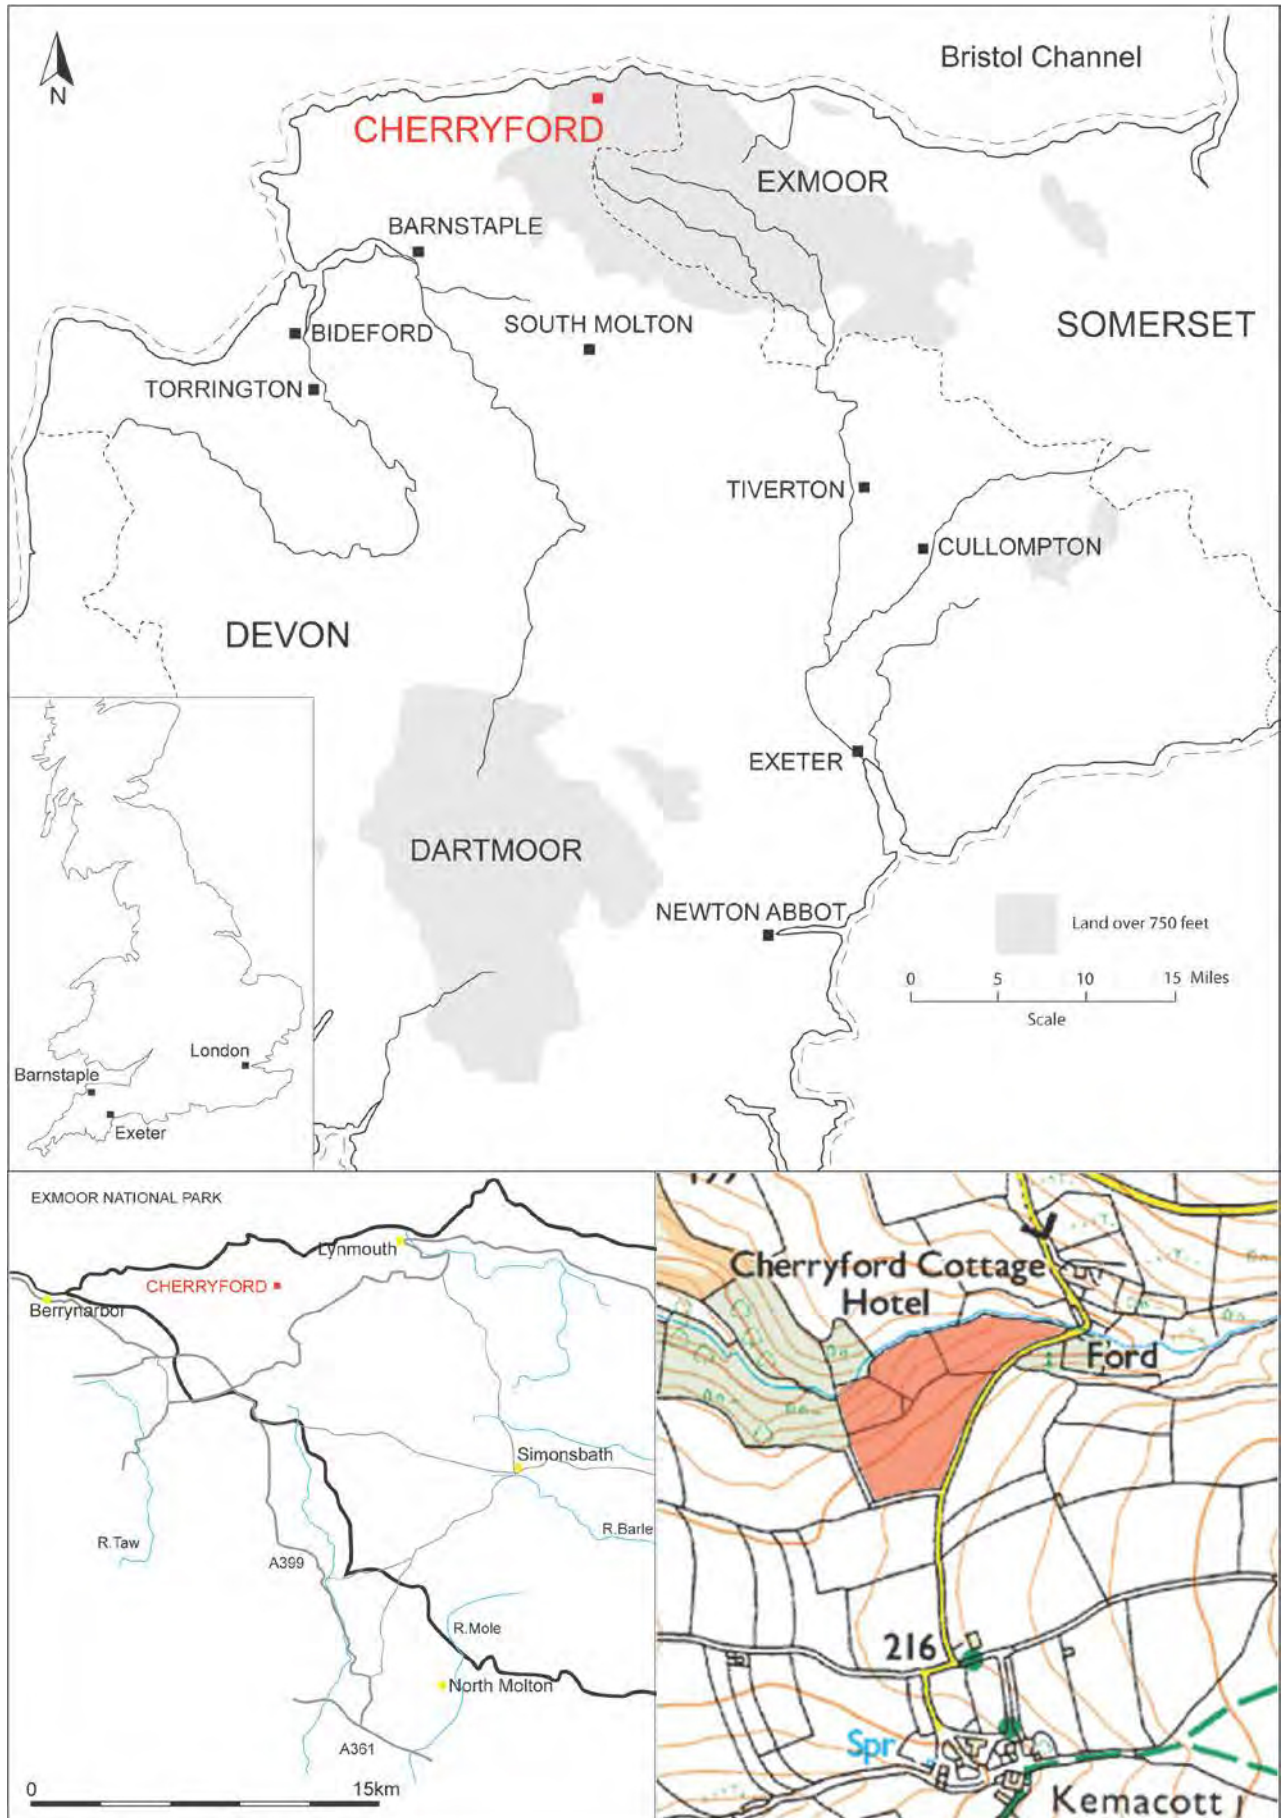 Bristol Channel
N
CHERRYFORD
EXMOOR
BARNSTAPLE
SOUTH MOLTON
SOMERSET
BIDEFORD
TORRINGTON
TIVERTON
CULLOMPTON
DEVON
EXETER
DARTMOOR
NEWTON ABBOT
Land over 750 feet
0 5 10 15 Miles
Scale
London
Barnstaple
Exeter
EXMOOR NATIONAL PARK
Lynmouth
CHERRYFORD
Berrynarbor
Simonsbath
R.Taw
R.Barle
A399
R.Mole
North Molton
A361
0 15km
Cherryford Cottage
Hotel
Ford
216
Spr
Kemacott